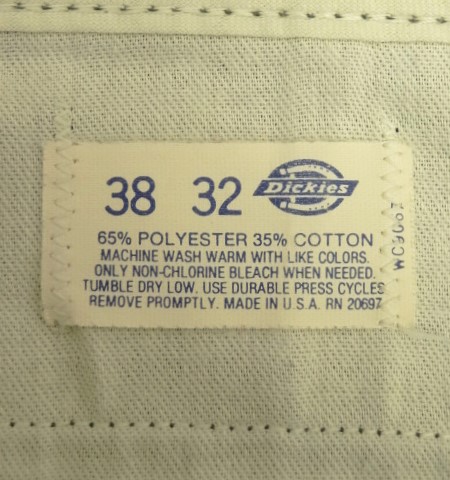 38 32 Dickies
65% POLYESTER 35% COTTON
MACHINE WASH WARM WITH LIKE COLORS.
ONLY NON-CHLORINE BLEACH WHEN NEEDED.
TUMBLE DRY LOW. USE DURABLE PRESS CYCLES
REMOVE PROMPTLY. MADE IN U.S.A. RN 20697